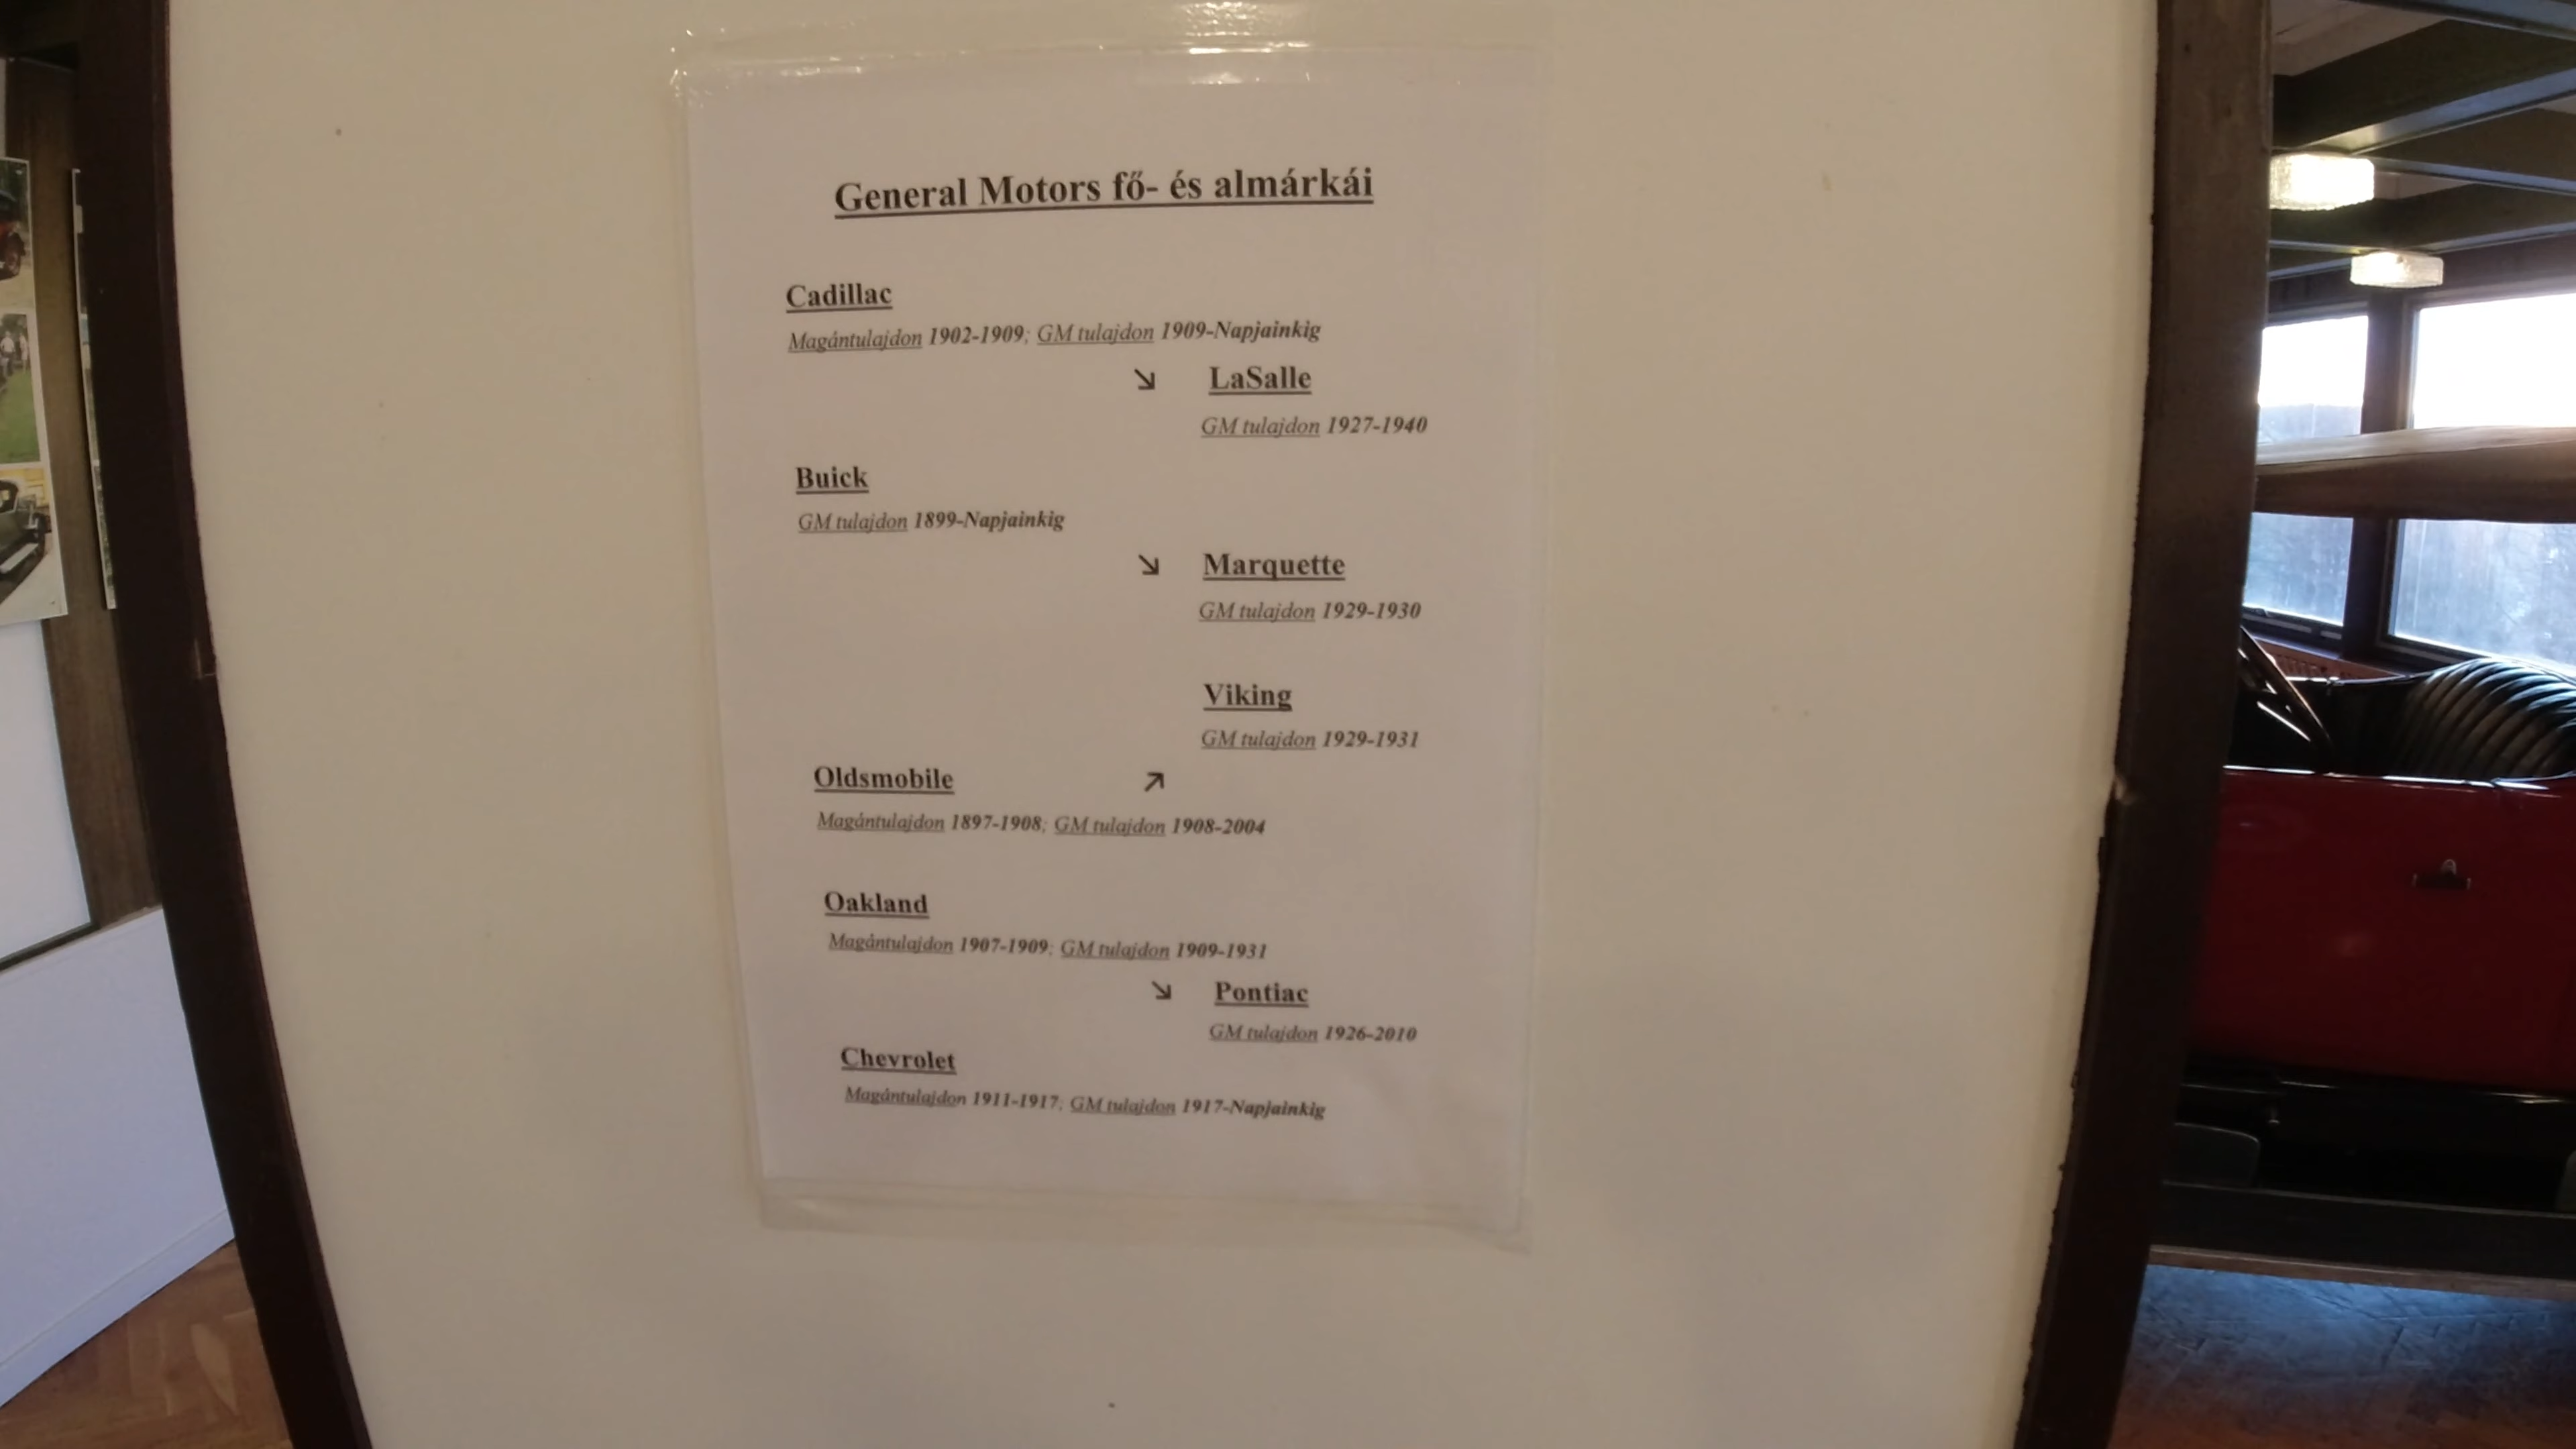 General Motors fő- és almárkái
Cadillac
Magántulajdon 1902-1909; GM tulajdon 1909-Napjainkig
↘ LaSalle
GM tulajdon 1927-1940
Buick
GM tulajdon 1899-Napjainkig
↘ Marquette
GM tulajdon 1929-1930
Viking
GM tulajdon 1929-1931
Oldsmobile ↗
Magántulajdon 1897-1908; GM tulajdon 1908-2004
Oakland
Magántulajdon 1907-1909; GM tulajdon 1909-1931
↘ Pontiac
GM tulajdon 1926-2010
Chevrolet
Magántulajdon 1911-1917; GM tulajdon 1917-Napjainkig